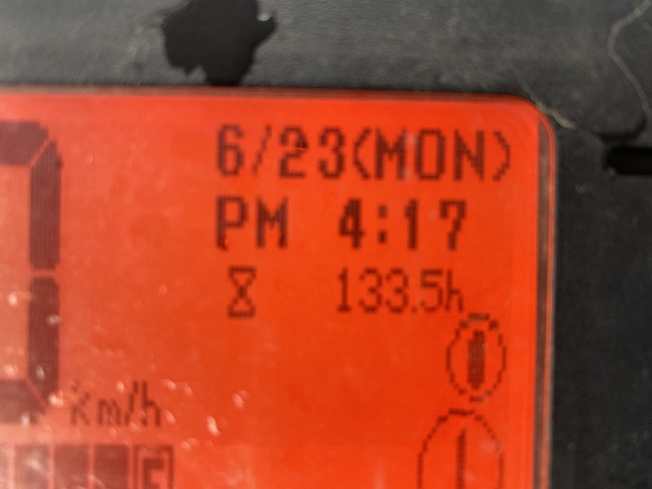 6/23(MON)
PM 4:17
133.5h
km/h
F